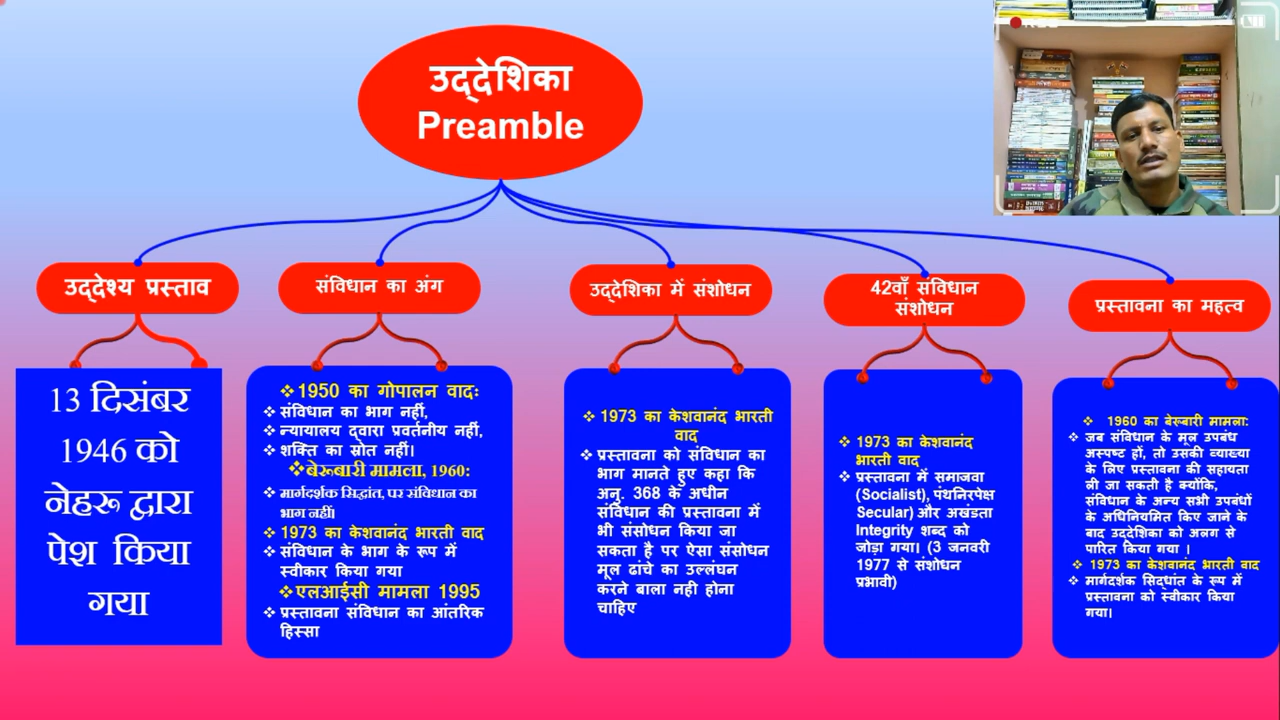 उद्देशिका
Preamble
उद्देश्य प्रस्ताव
13 दिसंबर
1946 को
नेहरू द्वारा
पेश किया
गया
संविधान का अंग
❖1950 का गोपालन वादः
❖ संविधान का भाग नहीं,
❖ न्यायालय द्वारा प्रवर्तनीय नहीं,
❖ शक्ति का स्रोत नहीं।
❖बेरूबारी मामला, 1960:
❖ मार्गदर्शक सिद्धांत, पर संविधान का
भाग नहीं।
❖ 1973 का केशवानंद भारती वाद
❖ संविधान के भाग के रूप में
स्वीकार किया गया
❖एलआईसी मामला 1995
❖ प्रस्तावना संविधान का आंतरिक
हिस्सा
उद्देशिका में संशोधन
❖ 1973 का केशवानंद भारती
वाद
❖ प्रस्तावना को संविधान का
भाग मानते हुए कहा कि
अनु. 368 के अधीन
संविधान की प्रस्तावना में
भी संसोधन किया जा
सकता है पर ऐसा संसोधन
मूल ढांचे का उल्लंघन
करने बाला नही होना
चाहिए
42वाँ संविधान
संशोधन
❖ 1973 का केशवानंद
भारती वाद
❖ प्रस्तावना में समाजवा
(Socialist), पंथनिरपेक्ष
Secular) और अखंडता
Integrity शब्द को
जोड़ा गया। (3 जनवरी
1977 से संशोधन
प्रभावी)
प्रस्तावना का महत्व
❖ 1960 का बेरूबारी मामला:
❖ जब संविधान के मूल उपबंध
अस्पष्ट हों, तो उसकी व्याख्या
के लिए प्रस्तावना की सहायता
ली जा सकती है क्योंकि,
संविधान के अन्य सभी उपबंधों
के अधिनियमित किए जाने के
बाद उद्देशिका को अलग से
पारित किया गया ।
❖ 1973 का केशवानंद भारती वाद
❖ मार्गदर्शक सिद्धांत के रूप में
प्रस्तावना को स्वीकार किया
गया।